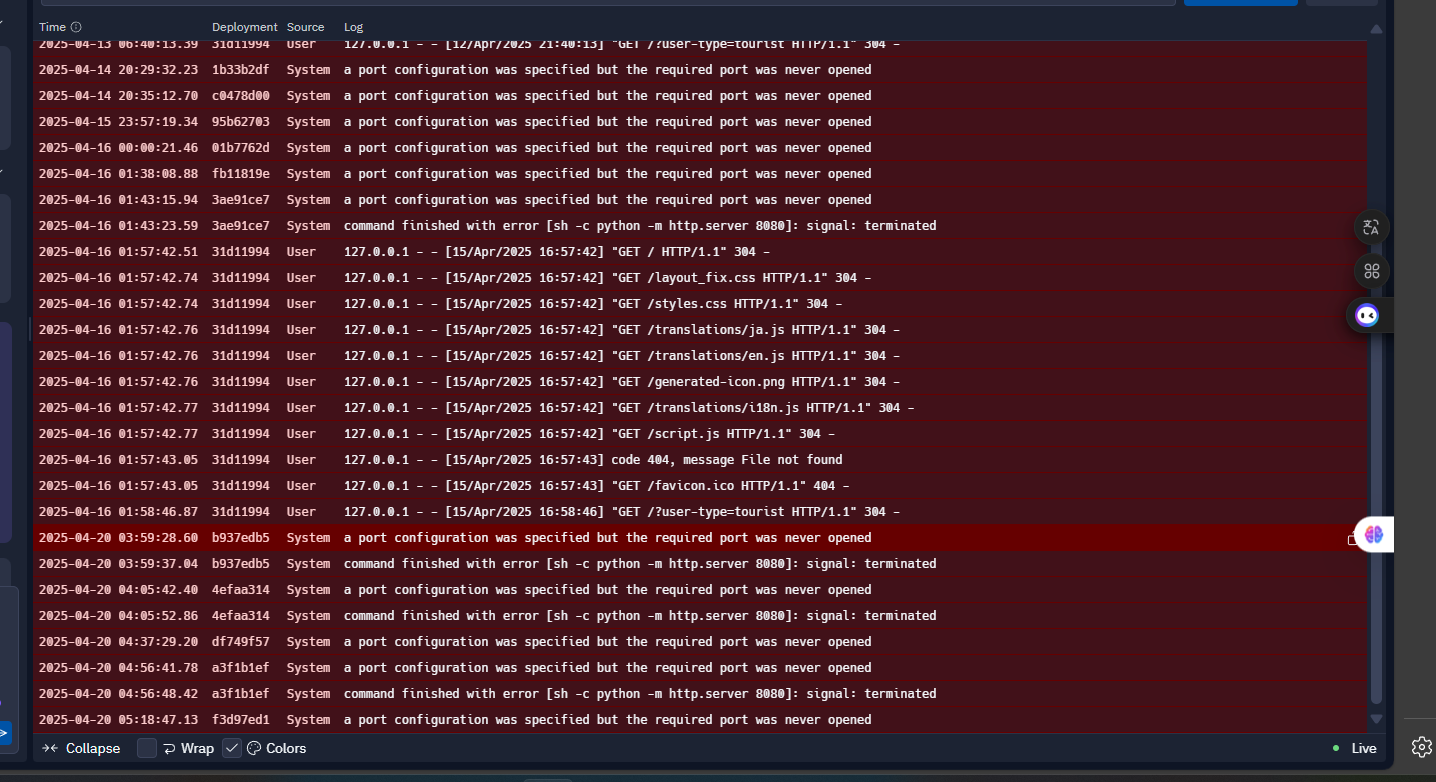 Time Deployment Source Log
2025-04-13 06:40:13.39 31d11994 User 127.0.0.1 - - [12/Apr/2025 21:40:13] "GET /?user-type=tourist HTTP/1.1" 304 -
2025-04-14 20:29:32.23 1b33b2df System a port configuration was specified but the required port was never opened
2025-04-14 20:35:12.70 c0478d00 System a port configuration was specified but the required port was never opened
2025-04-15 23:57:19.34 95b62703 System a port configuration was specified but the required port was never opened
2025-04-16 00:00:21.46 01b7762d System a port configuration was specified but the required port was never opened
2025-04-16 01:38:08.88 fb11819e System a port configuration was specified but the required port was never opened
2025-04-16 01:43:15.94 3ae91ce7 System a port configuration was specified but the required port was never opened
2025-04-16 01:43:23.59 3ae91ce7 System command finished with error [sh -c python -m http.server 8080]: signal: terminated
2025-04-16 01:57:42.51 31d11994 User 127.0.0.1 - - [15/Apr/2025 16:57:42] "GET / HTTP/1.1" 304 -
2025-04-16 01:57:42.74 31d11994 User 127.0.0.1 - - [15/Apr/2025 16:57:42] "GET /layout_fix.css HTTP/1.1" 304 -
2025-04-16 01:57:42.74 31d11994 User 127.0.0.1 - - [15/Apr/2025 16:57:42] "GET /styles.css HTTP/1.1" 304 -
2025-04-16 01:57:42.76 31d11994 User 127.0.0.1 - - [15/Apr/2025 16:57:42] "GET /translations/ja.js HTTP/1.1" 304 -
2025-04-16 01:57:42.76 31d11994 User 127.0.0.1 - - [15/Apr/2025 16:57:42] "GET /translations/en.js HTTP/1.1" 304 -
2025-04-16 01:57:42.76 31d11994 User 127.0.0.1 - - [15/Apr/2025 16:57:42] "GET /generated-icon.png HTTP/1.1" 304 -
2025-04-16 01:57:42.77 31d11994 User 127.0.0.1 - - [15/Apr/2025 16:57:42] "GET /translations/i18n.js HTTP/1.1" 304 -
2025-04-16 01:57:42.77 31d11994 User 127.0.0.1 - - [15/Apr/2025 16:57:42] "GET /script.js HTTP/1.1" 304 -
2025-04-16 01:57:43.05 31d11994 User 127.0.0.1 - - [15/Apr/2025 16:57:43] code 404, message File not found
2025-04-16 01:57:43.05 31d11994 User 127.0.0.1 - - [15/Apr/2025 16:57:43] "GET /favicon.ico HTTP/1.1" 404 -
2025-04-16 01:58:46.87 31d11994 User 127.0.0.1 - - [15/Apr/2025 16:58:46] "GET /?user-type=tourist HTTP/1.1" 304 -
2025-04-20 03:59:28.60 b937edb5 System a port configuration was specified but the required port was never opened
2025-04-20 03:59:37.04 b937edb5 System command finished with error [sh -c python -m http.server 8080]: signal: terminated
2025-04-20 04:05:42.40 4efaa314 System a port configuration was specified but the required port was never opened
2025-04-20 04:05:52.86 4efaa314 System command finished with error [sh -c python -m http.server 8080]: signal: terminated
2025-04-20 04:37:29.20 df749f57 System a port configuration was specified but the required port was never opened
2025-04-20 04:56:41.78 a3f1b1ef System a port configuration was specified but the required port was never opened
2025-04-20 04:56:48.42 a3f1b1ef System command finished with error [sh -c python -m http.server 8080]: signal: terminated
2025-04-20 05:18:47.13 f3d97ed1 System a port configuration was specified but the required port was never opened
Collapse Wrap Colors Live